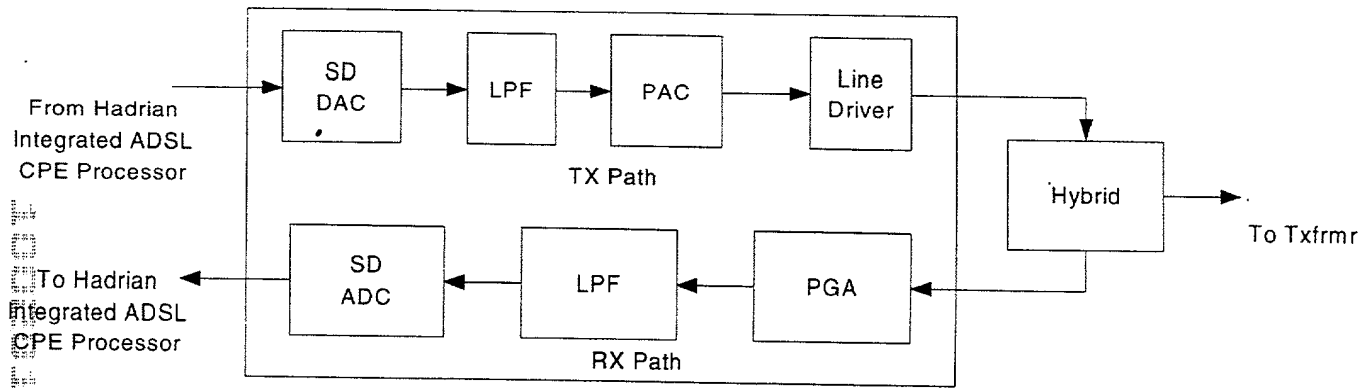 SD
DAC
LPF
PAC
Line
Driver
From Hadrian
Integrated ADSL
CPE Processor
TX Path
Hybrid
To Txfrmr
SD
ADC
LPF
PGA
To Hadrian
Integrated ADSL
CPE Processor
RX Path